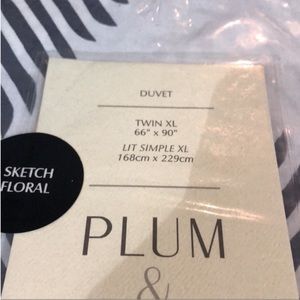 DUVET
TWIN XL
66" x 90"
LIT SIMPLE XL
168cm x 229cm
SKETCH
FLORAL
PLUM
&